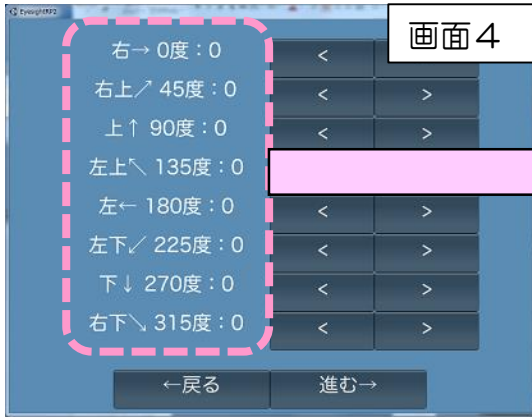 EyesightRP2
画面4
右→ 0度：0
<
右上↗ 45度：0
< >
上↑ 90度：0
< >
左上↖ 135度：0
左← 180度：0
< >
左下↙ 225度：0
< >
下↓ 270度：0
< >
右下↘ 315度：0
< >
←戻る 進む→